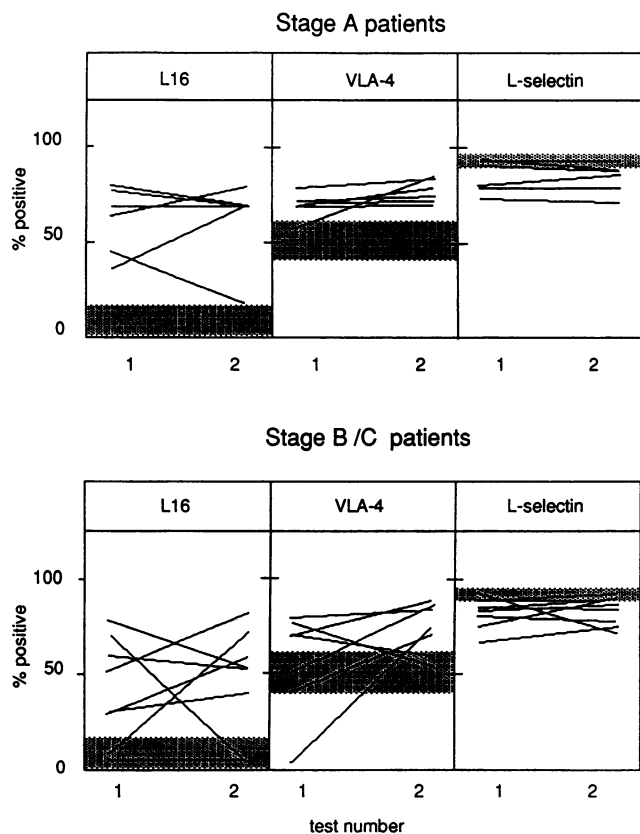 Stage A patients
L16 VLA-4 L-selectin
100
% positive
50
0
1 2 1 2 1 2
Stage B /C patients
L16 VLA-4 L-selectin
100
% positive
50
0
1 2 1 2 1 2
test number